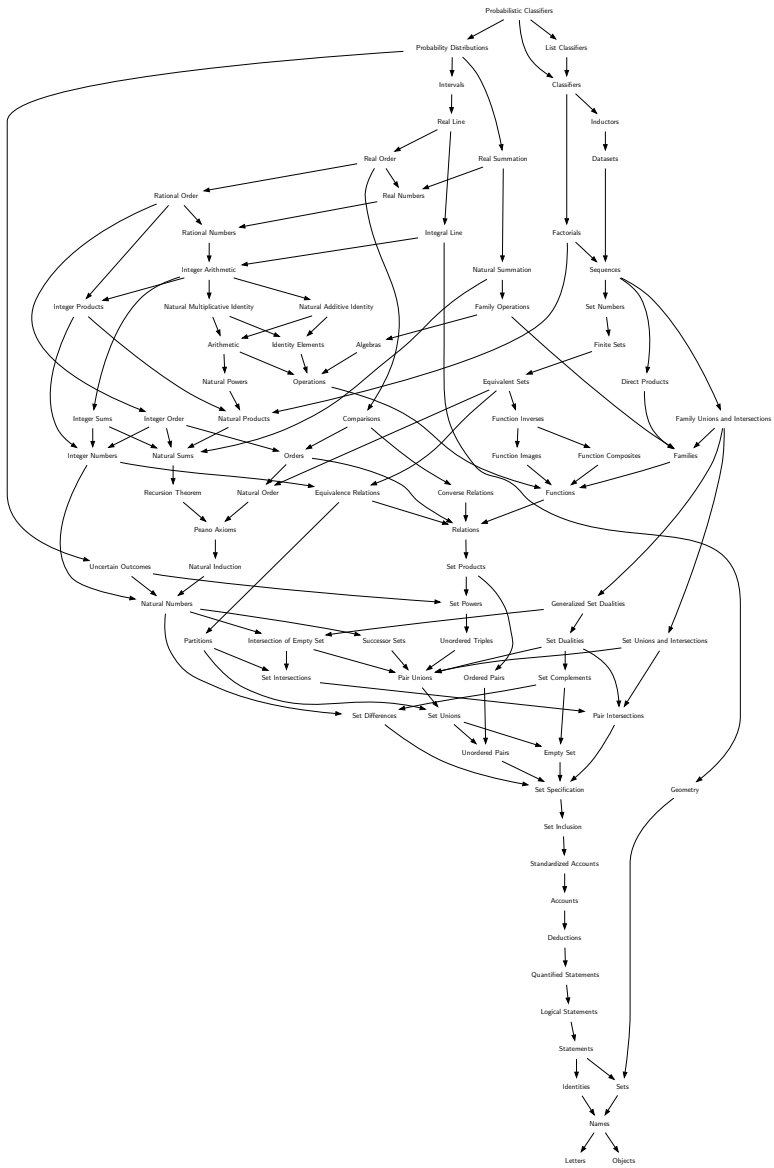 Probabilistic Classifiers
Probability Distributions
List Classifiers
Intervals
Classifiers
Real Line
Inductors
Real Order
Real Summation
Datasets
Rational Order
Real Numbers
Rational Numbers
Integral Line
Factorials
Integer Arithmetic
Natural Summation
Sequences
Integer Products
Natural Multiplicative Identity
Natural Additive Identity
Family Operations
Set Numbers
Arithmetic
Identity Elements
Algebras
Finite Sets
Natural Powers
Operations
Equivalent Sets
Direct Products
Integer Sums
Integer Order
Natural Products
Comparisons
Function Inverses
Family Unions and Intersections
Integer Numbers
Natural Sums
Orders
Function Images
Function Composites
Families
Recursion Theorem
Natural Order
Equivalence Relations
Converse Relations
Functions
Peano Axioms
Relations
Uncertain Outcomes
Natural Induction
Set Products
Natural Numbers
Set Powers
Generalized Set Dualities
Partitions
Intersection of Empty Set
Successor Sets
Unordered Triples
Set Dualities
Set Unions and Intersections
Set Intersections
Pair Unions
Ordered Pairs
Set Complements
Set Differences
Set Unions
Pair Intersections
Unordered Pairs
Empty Set
Set Specification
Geometry
Set Inclusion
Standardized Accounts
Accounts
Deductions
Quantified Statements
Logical Statements
Statements
Identities
Sets
Names
Letters
Objects